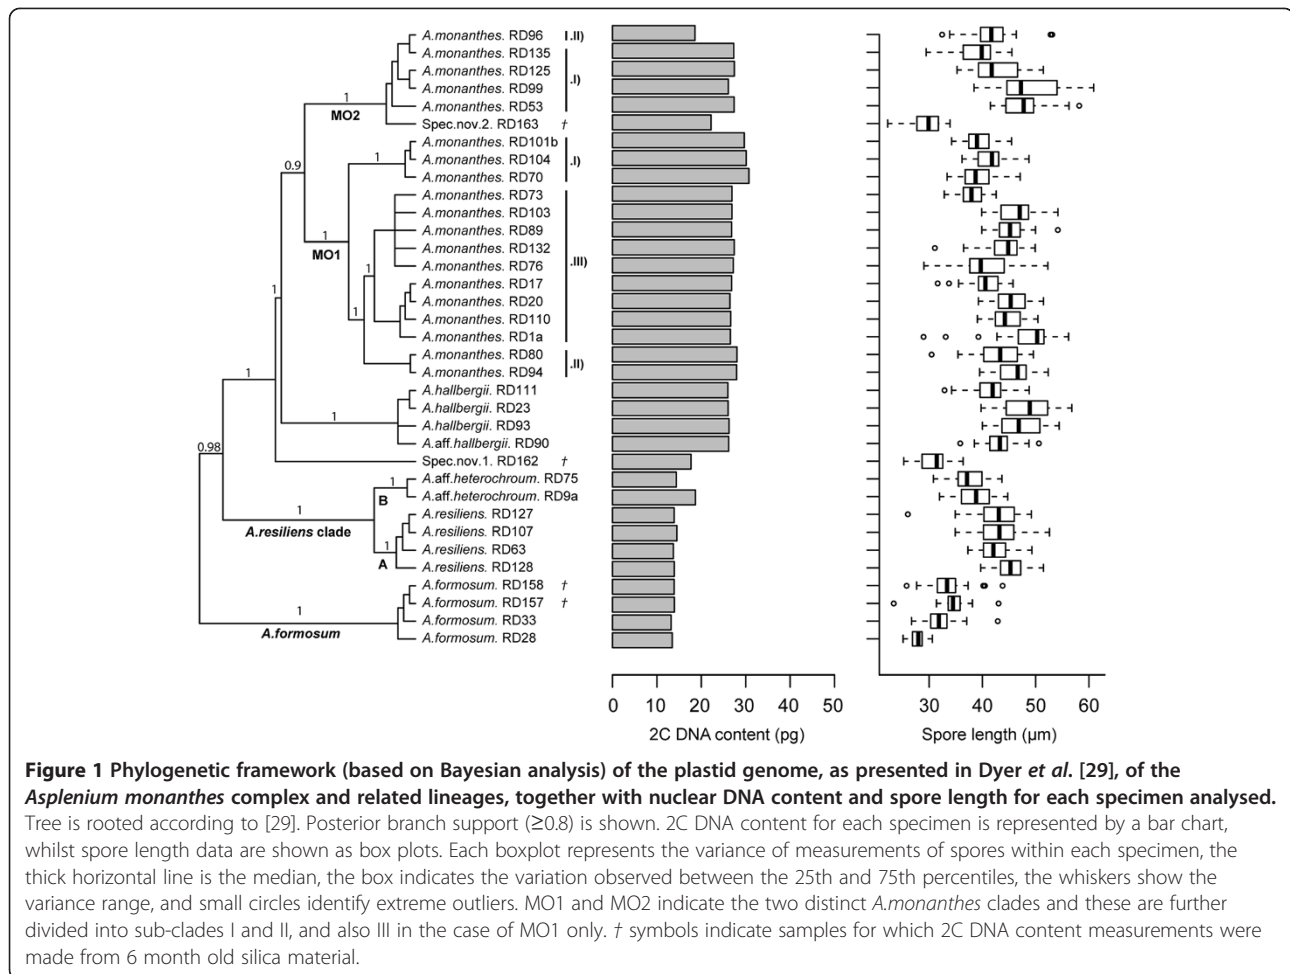 A.monanthes. RD96 I .II)
A.monanthes. RD135
A.monanthes. RD125
.I)
A.monanthes. RD99
1
A.monanthes. RD53
MO2
Spec.nov.2. RD163 †
A.monanthes. RD101b
0.9
1
A.monanthes. RD104 .I)
A.monanthes. RD70
A.monanthes. RD73
A.monanthes. RD103
1
A.monanthes. RD89
MO1
A.monanthes. RD132
.III)
A.monanthes. RD76
1
A.monanthes. RD17
1
A.monanthes. RD20
1
A.monanthes. RD110
A.monanthes. RD1a
A.monanthes. RD80
.II)
A.monanthes. RD94
1
A.hallbergii. RD111
A.hallbergii. RD23
1
A.hallbergii. RD93
A.aff.hallbergii. RD90
0.98
Spec.nov.1. RD162 †
1
A.aff.heterochroum. RD75
B
A.aff.heterochroum. RD9a
1
A.resiliens. RD127
A.resiliens clade
A.resiliens. RD107
1
A.resiliens. RD63
A
A.resiliens. RD128
A.formosum. RD158 †
A.formosum. RD157 †
1
A.formosum. RD33
A.formosum
A.formosum. RD28
0 10 20 30 40 50
2C DNA content (pg)
30 40 50 60
Spore length (μm)
Figure 1 Phylogenetic framework (based on Bayesian analysis) of the plastid genome, as presented in Dyer et al. [29], of the
Asplenium monanthes complex and related lineages, together with nuclear DNA content and spore length for each specimen analysed.
Tree is rooted according to [29]. Posterior branch support (≥0.8) is shown. 2C DNA content for each specimen is represented by a bar chart,
whilst spore length data are shown as box plots. Each boxplot represents the variance of measurements of spores within each specimen, the
thick horizontal line is the median, the box indicates the variation observed between the 25th and 75th percentiles, the whiskers show the
variance range, and small circles identify extreme outliers. MO1 and MO2 indicate the two distinct A.monanthes clades and these are further
divided into sub-clades I and II, and also III in the case of MO1 only. † symbols indicate samples for which 2C DNA content measurements were
made from 6 month old silica material.